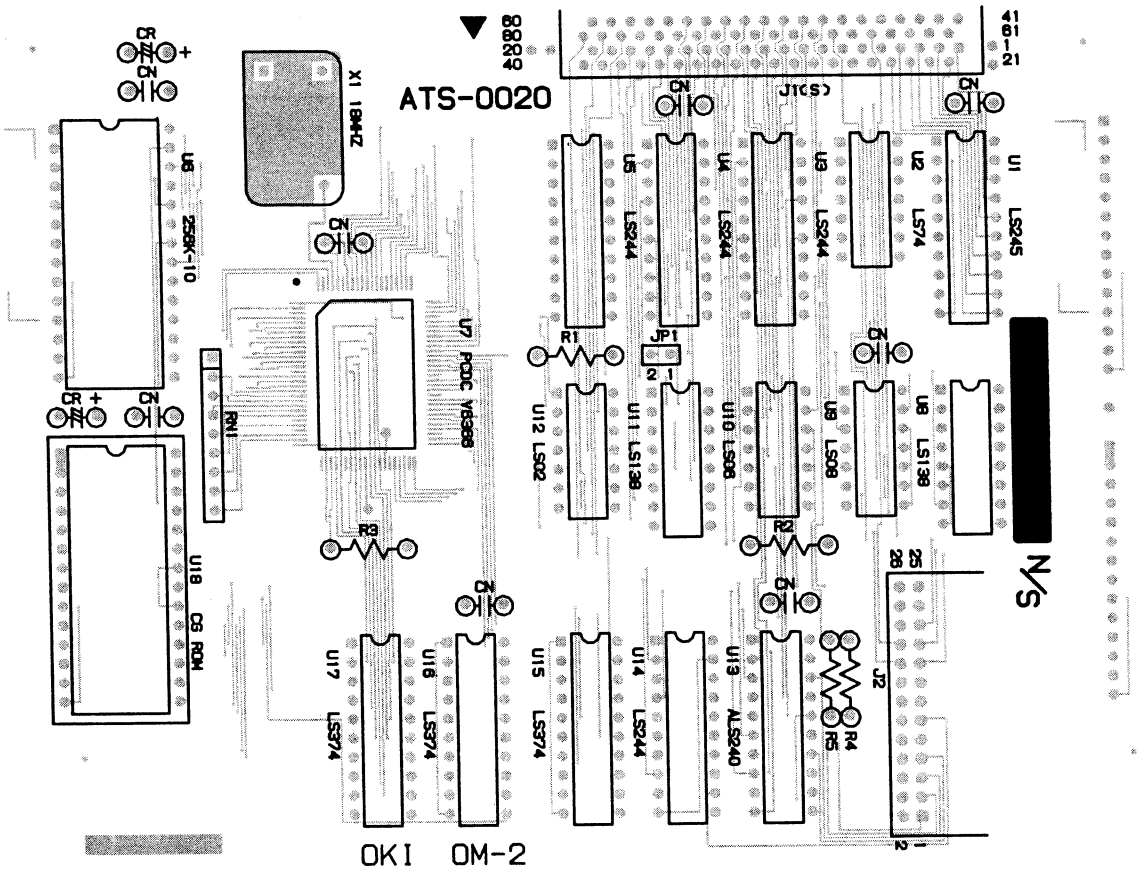 60
80
20
40
41
61
1
21
CR
+
CN
X1 18MHZ
ATS-0020
J1(S)
CN
CN
U6 256K-10
CN
U5 LS244
U4 LS244
U3 LS244
U2 LS74
U1 LS245
U7 PCDC V6366
R1
JP1
2 1
CN
CR +
CN
RN1
U12 LS02
U11 LS138
U10 LS06
U9 LS08
U8 LS138
N/S
R3
R2
26 25
U18 CG ROM
CN
CN
U17 LS374
U16 LS374
U15 LS374
U14 LS244
U13 ALS240
R5 R4
J2
2 1
OKI OM-2